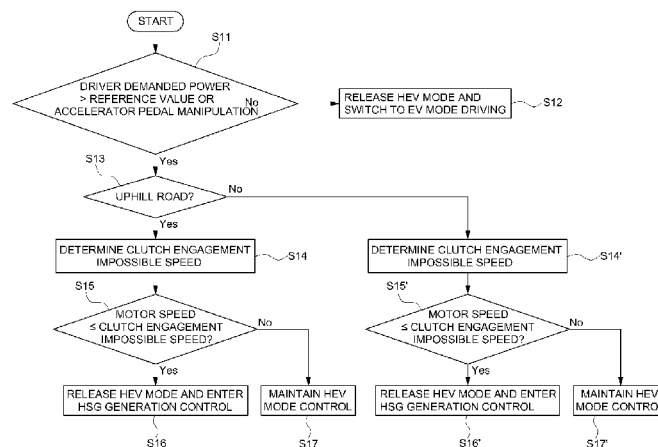 START
S11
DRIVER DEMANDED POWER
> REFERENCE VALUE OR
ACCELERATOR PEDAL MANIPULATION
No
RELEASE HEV MODE AND
SWITCH TO EV MODE DRIVING
S12
Yes
S13
UPHILL ROAD?
No
Yes
DETERMINE CLUTCH ENGAGEMENT
IMPOSSIBLE SPEED
S14
DETERMINE CLUTCH ENGAGEMENT
IMPOSSIBLE SPEED
S14'
S15
MOTOR SPEED
≤ CLUTCH ENGAGEMENT
IMPOSSIBLE SPEED?
No
Yes
S15'
MOTOR SPEED
≤ CLUTCH ENGAGEMENT
IMPOSSIBLE SPEED?
No
Yes
RELEASE HEV MODE AND ENTER
HSG GENERATION CONTROL
S16
MAINTAIN HEV
MODE CONTROL
S17
RELEASE HEV MODE AND ENTER
HSG GENERATION CONTROL
S16'
MAINTAIN HEV
MODE CONTROL
S17'